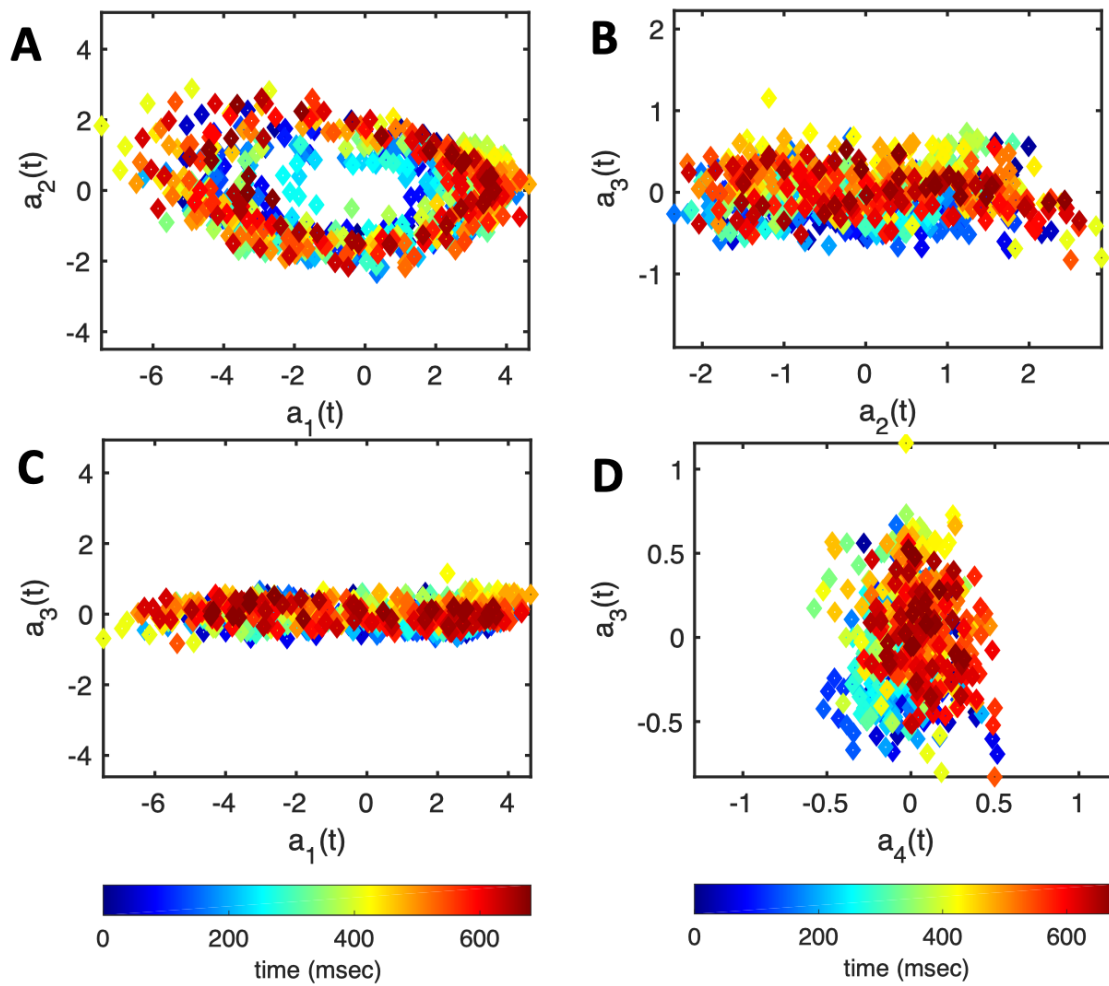 A
4
2
0
-2
-4
a2(t)
-6 -4 -2 0 2 4
a1(t)
B
2
1
0
-1
a3(t)
-2 -1 0 1 2
a2(t)
C
4
2
0
-2
-4
a3(t)
-6 -4 -2 0 2 4
a1(t)
D
1
0.5
0
-0.5
a3(t)
-1 -0.5 0 0.5 1
a4(t)
0 200 400 600
time (msec)
0 200 400 600
time (msec)